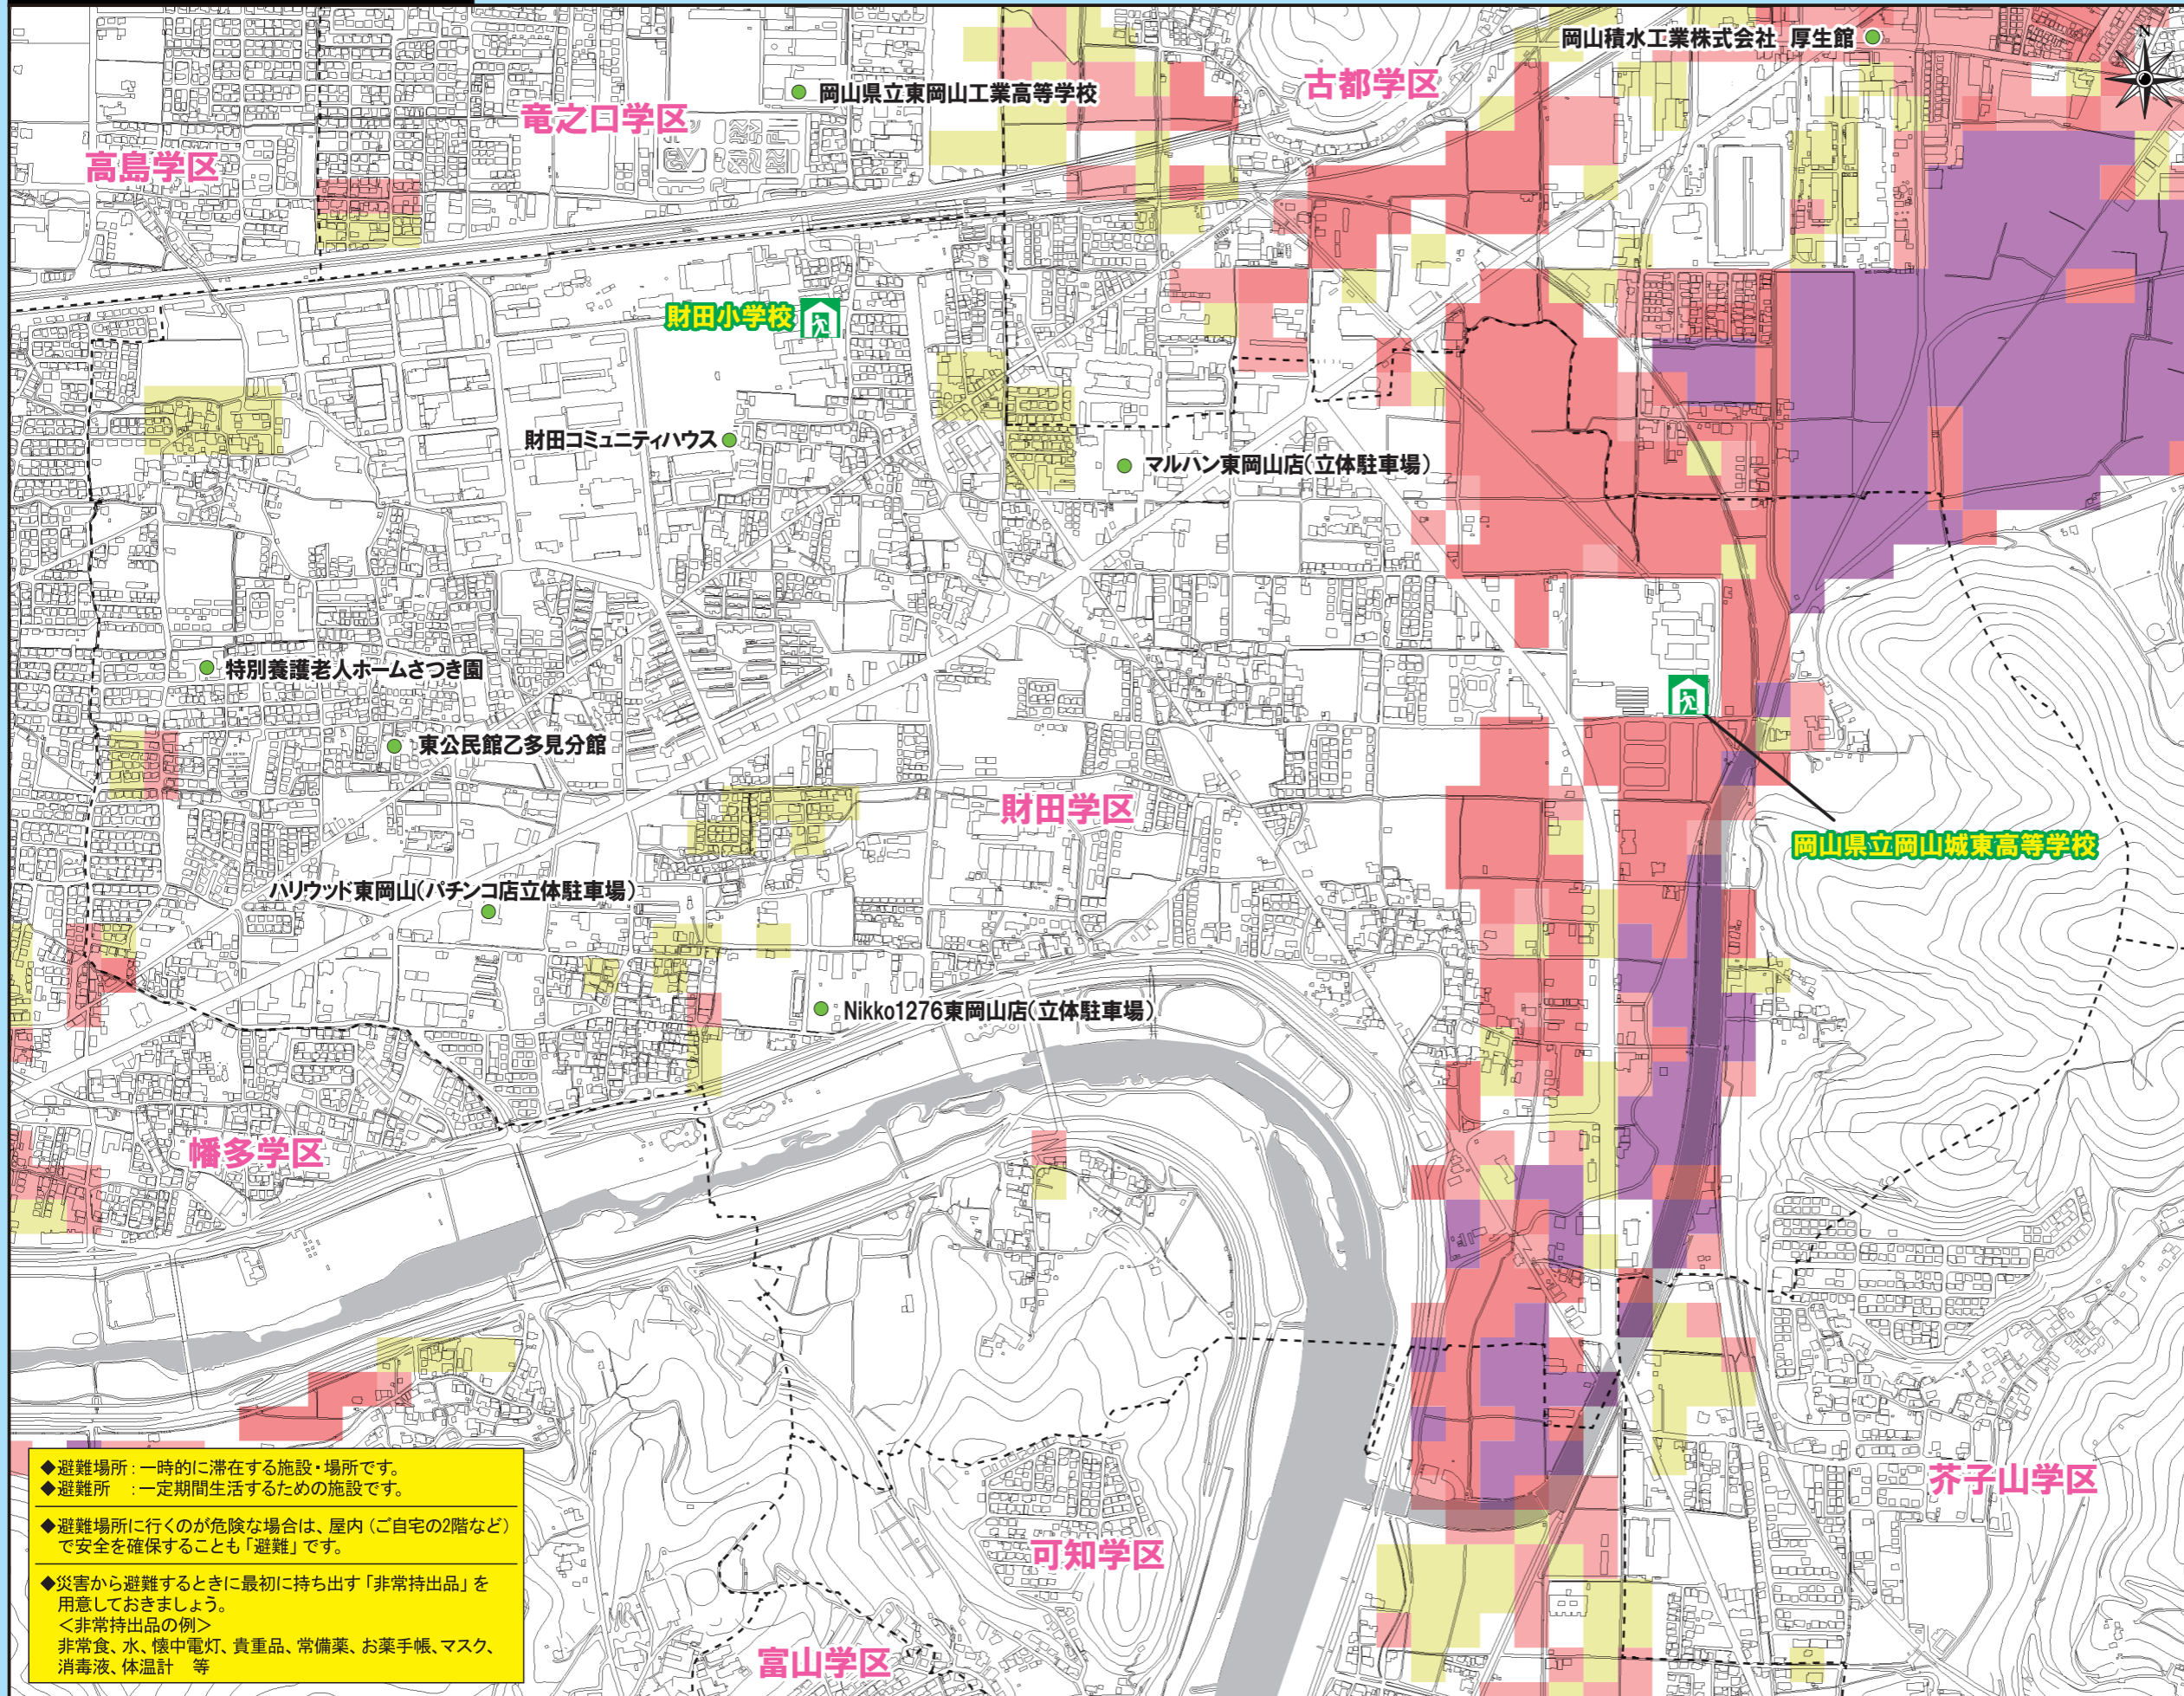 岡山積水工業株式会社 厚生館
N
古都学区
岡山県立東岡山工業高等学校
竜之口学区
高島学区
財田小学校
財田コミュニティハウス
マルハン東岡山店(立体駐車場)
特別養護老人ホームさつき園
東公民館乙多見分館
財田学区
岡山県立岡山城東高等学校
ハリウッド東岡山(パチンコ店立体駐車場)
Nikko1276東岡山店(立体駐車場)
幡多学区
芥子山学区
可知学区
富山学区
◆避難場所:一時的に滞在する施設・場所です。
◆避難所 :一定期間生活するための施設です。
◆避難場所に行くのが危険な場合は、屋内(ご自宅の2階など)
で安全を確保することも「避難」です。
◆災害から避難するときに最初に持ち出す「非常持出品」を
用意しておきましょう。
<非常持出品の例>
非常食、水、懐中電灯、貴重品、常備薬、お薬手帳、マスク、
消毒液、体温計 等